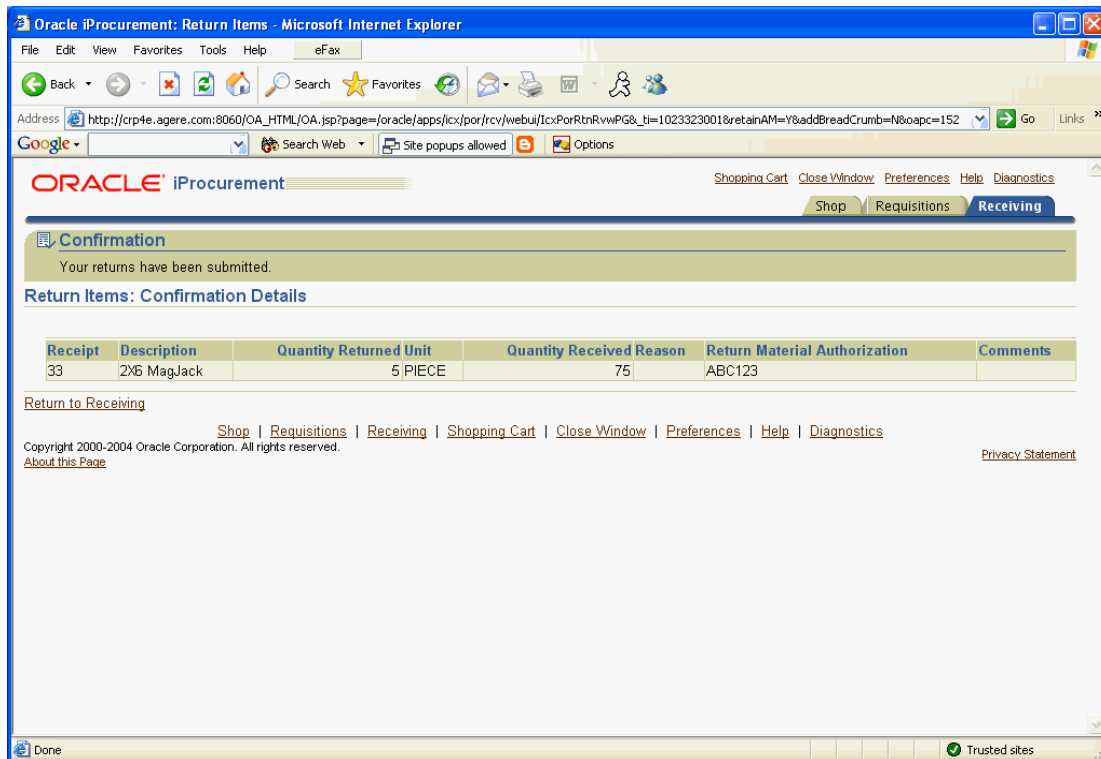 Oracle iProcurement: Return Items - Microsoft Internet Explorer
File Edit View Favorites Tools Help eFax
Back Search Favorites
Address http://crp4e.agere.com:8060/OA_HTML/OA.jsp?page=/oracle/apps/icx/por/rcv/webui/IcxPorRtnRvwPG&_ti=1023323001&retainAM=Y&addBreadCrumb=N&oapc=152 Go Links »
Google Search Web Site popups allowed Options
ORACLE iProcurement Shopping Cart Close Window Preferences Help Diagnostics
Shop Requisitions Receiving
Confirmation
Your returns have been submitted.
Return Items: Confirmation Details
Receipt Description Quantity Returned Unit Quantity Received Reason Return Material Authorization Comments
33 2X6 MagJack 5 PIECE 75 ABC123
Return to Receiving
Shop | Requisitions | Receiving | Shopping Cart | Close Window | Preferences | Help | Diagnostics
Copyright 2000-2004 Oracle Corporation. All rights reserved.
About this Page Privacy Statement
Done Trusted sites